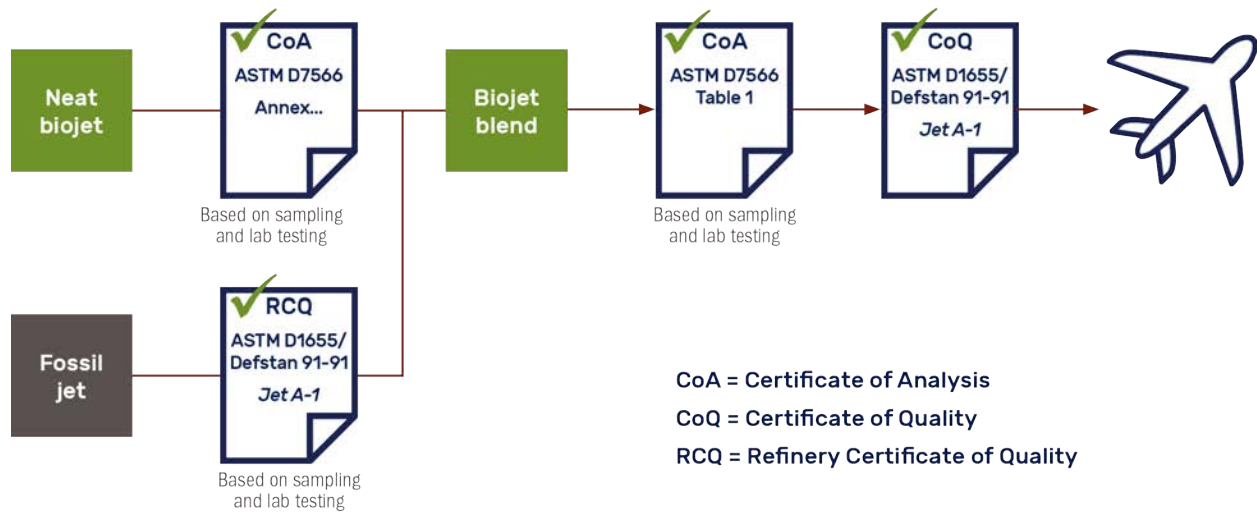 Neat
biojet
CoA
ASTM D7566
Annex...
Based on sampling
and lab testing
Biojet
blend
CoA
ASTM D7566
Table 1
Based on sampling
and lab testing
CoQ
ASTM D1655/
Defstan 91-91
Jet A-1
Fossil
jet
RCQ
ASTM D1655/
Defstan 91-91
Jet A-1
Based on sampling
and lab testing
CoA = Certificate of Analysis
CoQ = Certificate of Quality
RCQ = Refinery Certificate of Quality